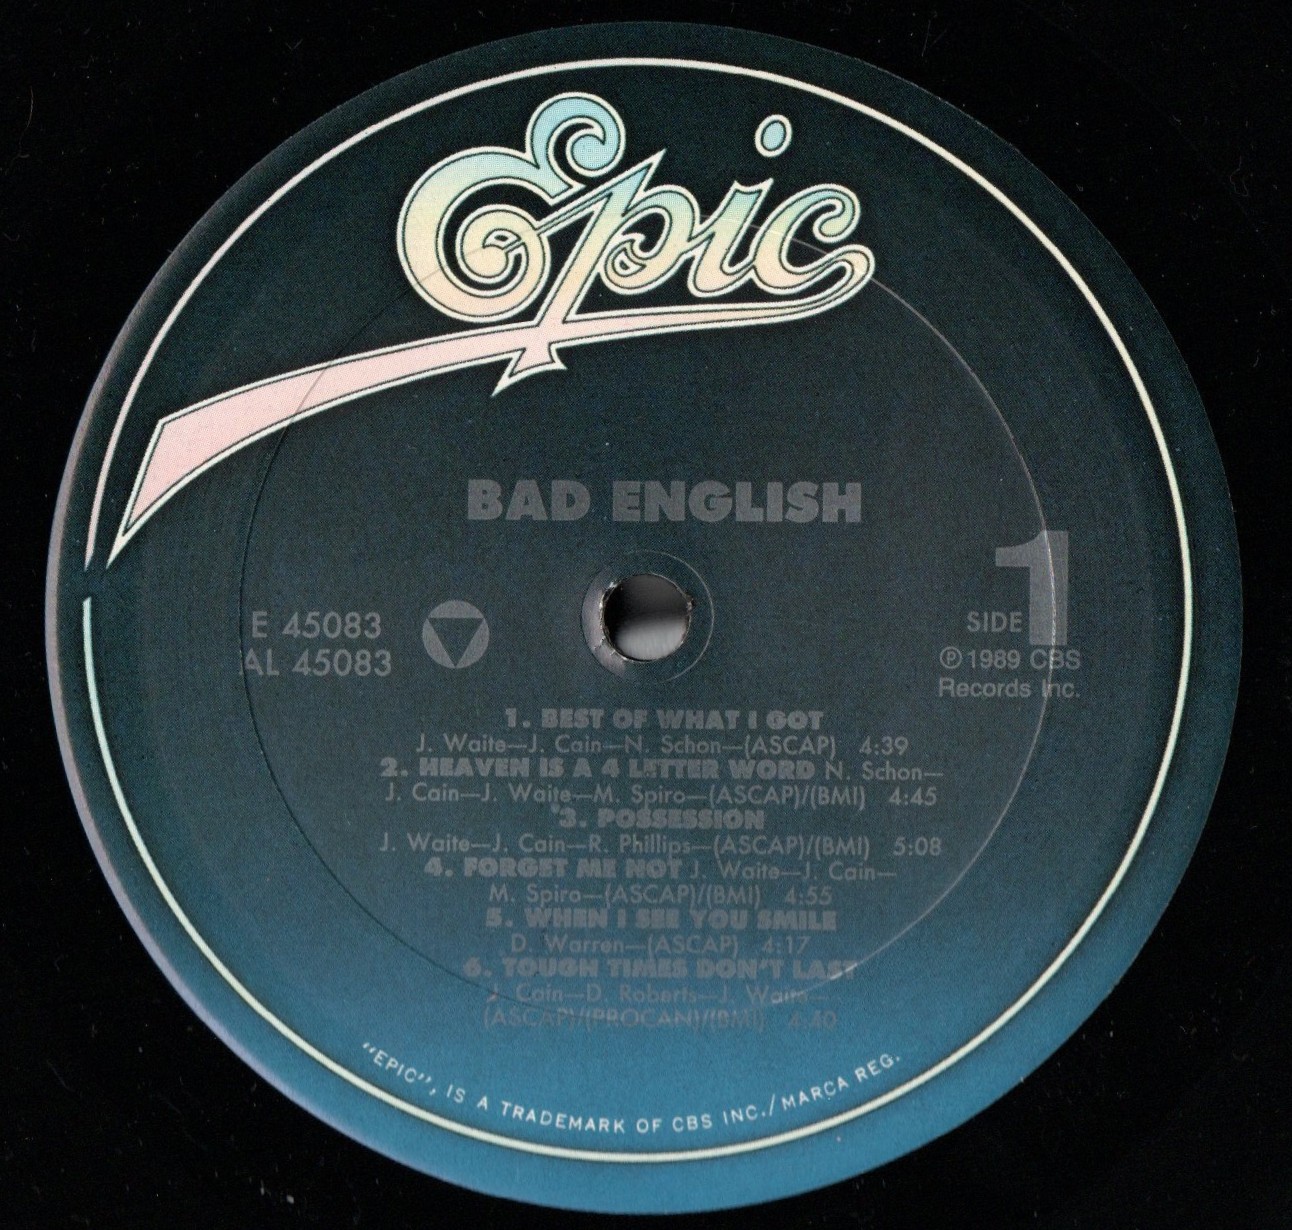 Epic
BAD ENGLISH
E 45083
AL 45083
SIDE 1
℗ 1989 CBS
Records Inc.
1. BEST OF WHAT I GOT
J. Waite—J. Cain—N. Schon—(ASCAP) 4:39
2. HEAVEN IS A 4 LETTER WORD N. Schon—
J. Cain—J. Waite—M. Spiro—(ASCAP)/(BMI) 4:45
3. POSSESSION
J. Waite—J. Cain—R. Phillips—(ASCAP)/(BMI) 5:08
4. FORGET ME NOT J. Waite—J. Cain—
M. Spiro—(ASCAP)/(BMI) 4:55
5. WHEN I SEE YOU SMILE
D. Warren—(ASCAP) 4:17
6. TOUGH TIMES DON'T LAST
J. Cain—D. Roberts—J. Waite—
(ASCAP)/(PROCAN)/(BMI) 4:40
"EPIC", IS A TRADEMARK OF CBS INC./MARCA REG.